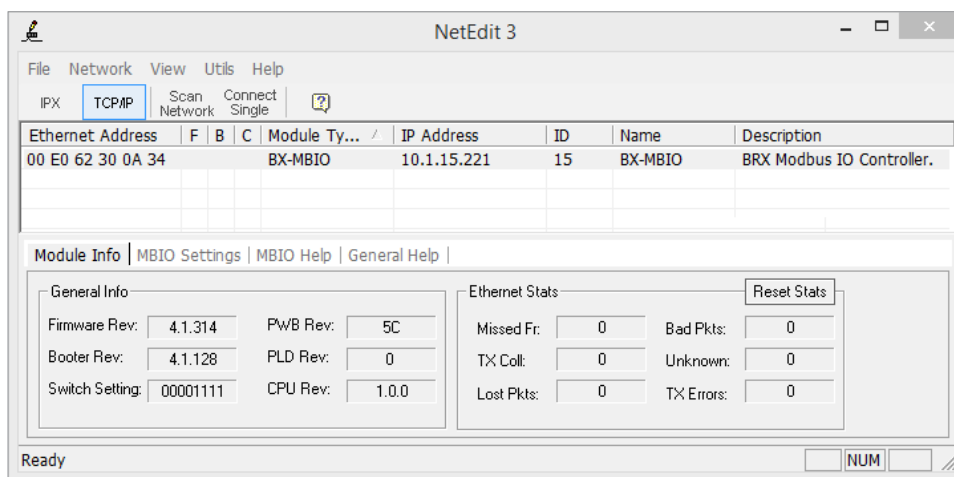 NetEdit 3
File Network View Utils Help
IPX TCP/IP Scan Network Connect Single
Ethernet Address F B C Module Ty... IP Address ID Name Description
00 E0 62 30 0A 34 BX-MBIO 10.1.15.221 15 BX-MBIO BRX Modbus IO Controller.
Module Info | MBIO Settings | MBIO Help | General Help |
General Info Ethernet Stats Reset Stats
Firmware Rev: 4.1.314 PWB Rev: 5C Missed Fr: 0 Bad Pkts: 0
Booter Rev: 4.1.128 PLD Rev: 0 TX Coll: 0 Unknown: 0
Switch Setting: 00001111 CPU Rev: 1.0.0 Lost Pkts: 0 TX Errors: 0
Ready NUM